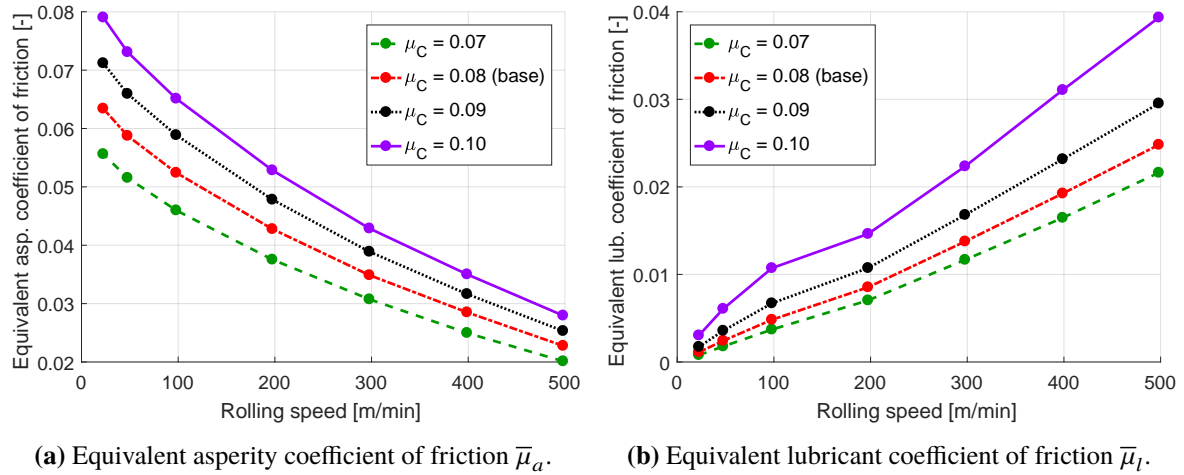 Equivalent asp. coefficient of friction [-]
0.08
0.07
0.06
0.05
0.04
0.03
0.02
0 100 200 300 400 500
Rolling speed [m/min]
μC = 0.07
μC = 0.08 (base)
μC = 0.09
μC = 0.10
(a) Equivalent asperity coefficient of friction μ̅a.
Equivalent lub. coefficient of friction [-]
0.04
0.03
0.02
0.01
0
0 100 200 300 400 500
Rolling speed [m/min]
μC = 0.07
μC = 0.08 (base)
μC = 0.09
μC = 0.10
(b) Equivalent lubricant coefficient of friction μ̅l.